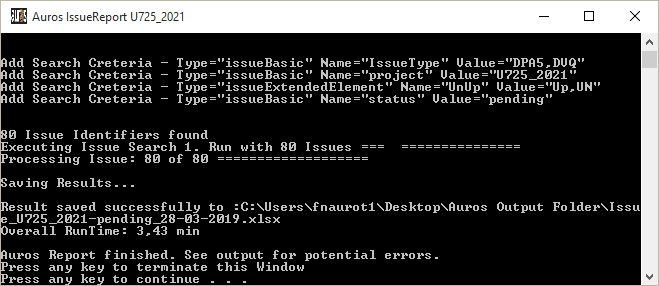 auros Auros IssueReport U725_2021
Add Search Creteria - Type="issueBasic" Name="IssueType" Value="DPA5,DVQ"
Add Search Creteria - Type="issueBasic" Name="project" Value="U725_2021"
Add Search Creteria - Type="issueExtendedElement" Name="UnUp" Value="Up,UN"
Add Search Creteria - Type="issueBasic" Name="status" Value="pending"
80 Issue Identifiers found
Executing Issue Search 1. Run with 80 Issues ===  ===============
Processing Issue: 80 of 80 ===================
Saving Results...
Result saved successfully to :C:\Users\fnaurot1\Desktop\Auros Output Folder\Issu
e_U725_2021-pending_28-03-2019.xlsx
Overall RunTime: 3,43 min
Auros Report finished. See output for potential errors.
Press any key to terminate this Window
Press any key to continue . . .